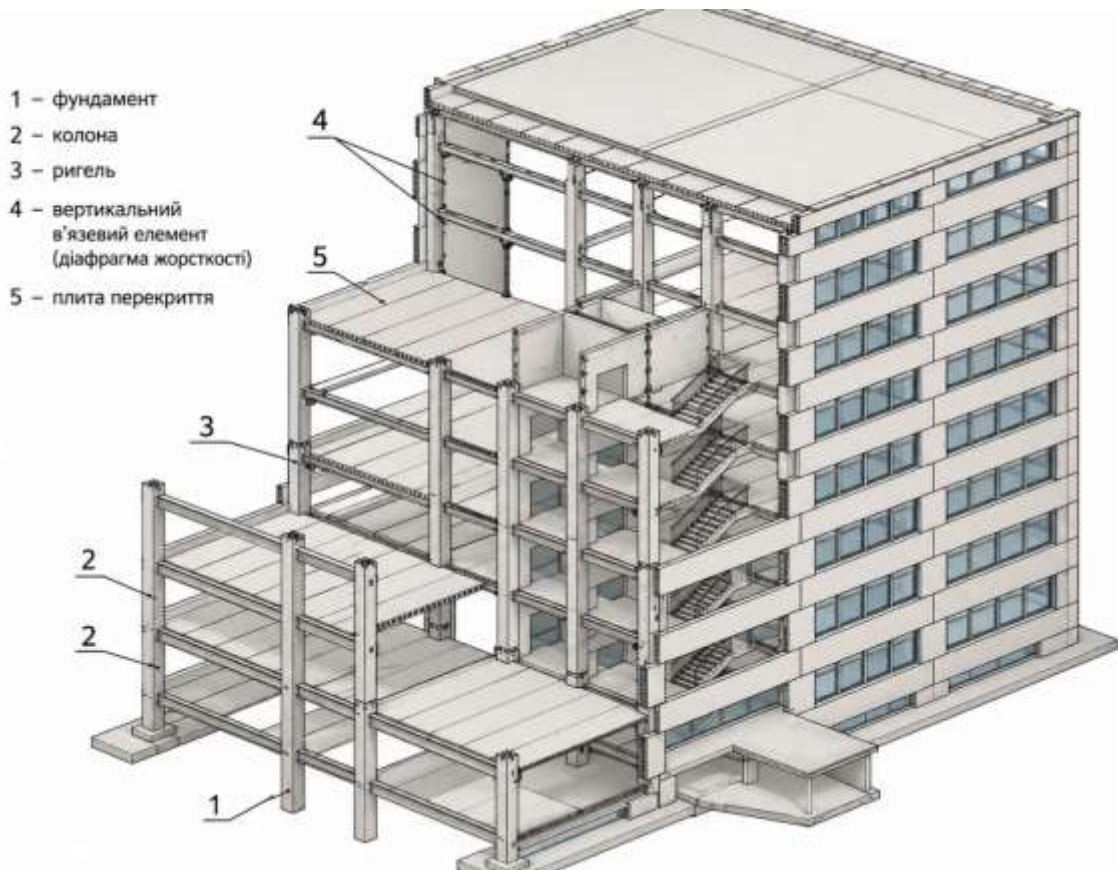 1 – фундамент
2 – колона
3 – ригель
4 – вертикальний
в'язевий елемент
(діафрагма жорсткості)
5 – плита перекриття
4
5
3
2
2
1